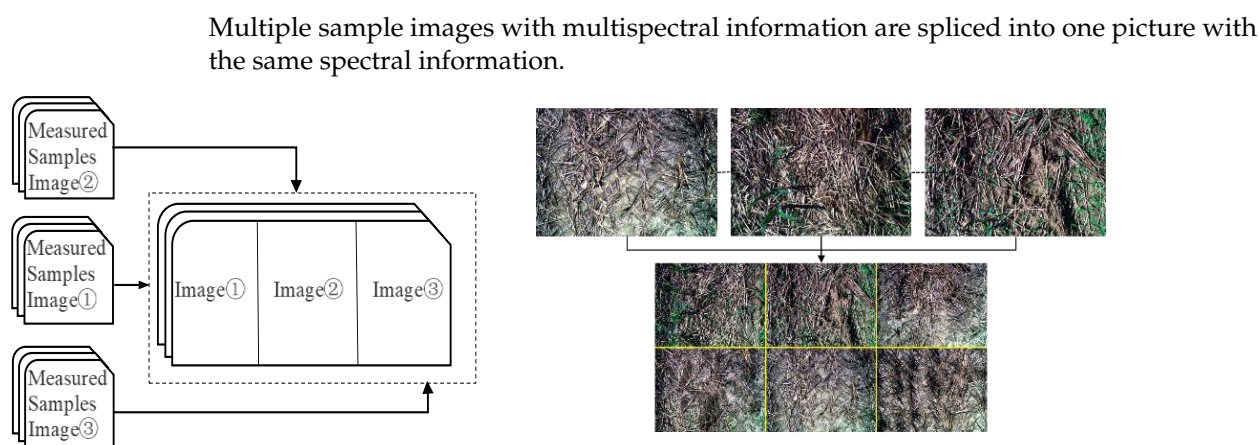 Multiple sample images with multispectral information are spliced into one picture with
the same spectral information.
Measured
Samples
Image②
Measured
Samples
Image①
Measured
Samples
Image③
Image①
Image②
Image③